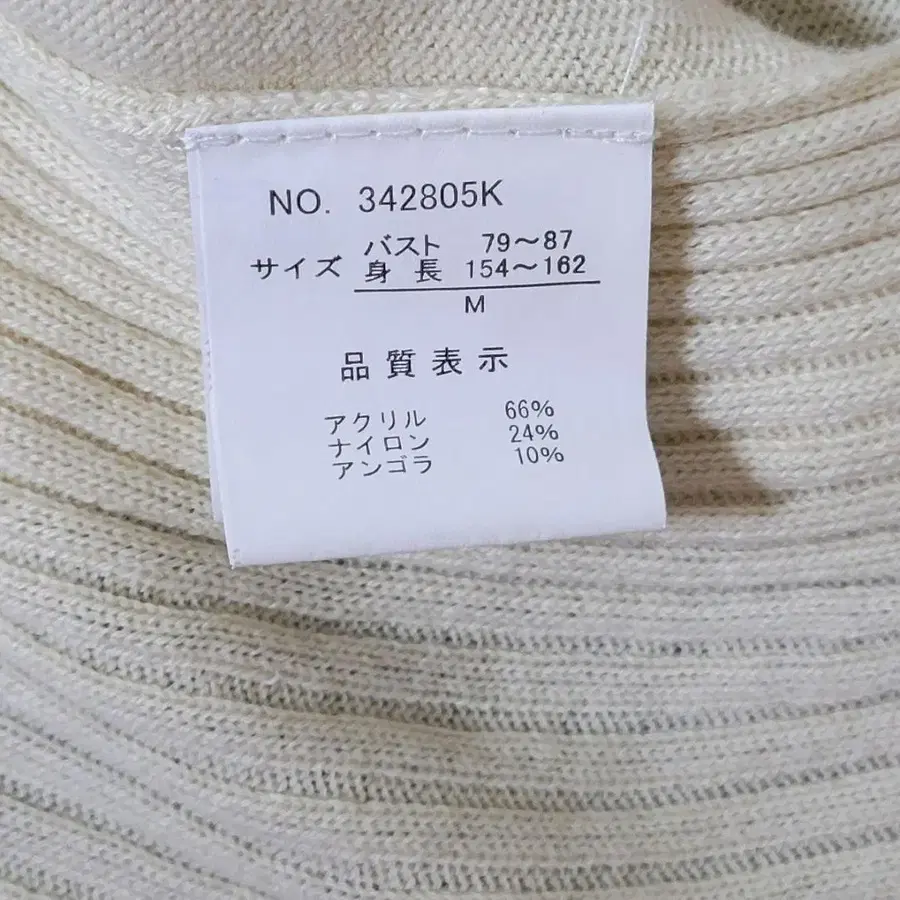 NO. 342805K
バスト 79～87
サイズ 身長 154～162
M
品質表示
アクリル 66%
ナイロン 24%
アンゴラ 10%